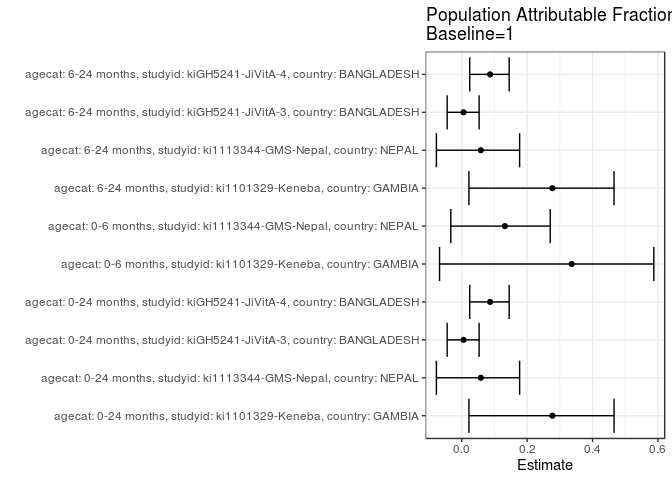 Population Attributable Fraction
Baseline=1
agecat: 6-24 months, studyid: kiGH5241-JiVitA-4, country: BANGLADESH
agecat: 6-24 months, studyid: kiGH5241-JiVitA-3, country: BANGLADESH
agecat: 6-24 months, studyid: ki1113344-GMS-Nepal, country: NEPAL
agecat: 6-24 months, studyid: ki1101329-Keneba, country: GAMBIA
agecat: 0-6 months, studyid: ki1113344-GMS-Nepal, country: NEPAL
agecat: 0-6 months, studyid: ki1101329-Keneba, country: GAMBIA
agecat: 0-24 months, studyid: kiGH5241-JiVitA-4, country: BANGLADESH
agecat: 0-24 months, studyid: kiGH5241-JiVitA-3, country: BANGLADESH
agecat: 0-24 months, studyid: ki1113344-GMS-Nepal, country: NEPAL
agecat: 0-24 months, studyid: ki1101329-Keneba, country: GAMBIA
0.0 0.2 0.4 0.6
Estimate